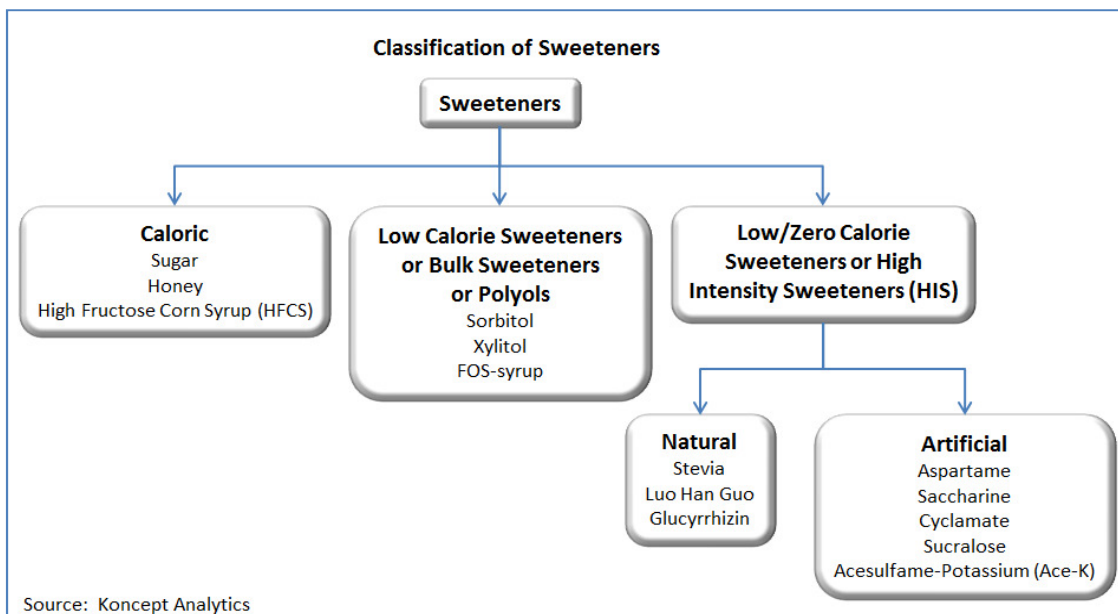 Classification of Sweeteners
Sweeteners
Caloric
Sugar
Honey
High Fructose Corn Syrup (HFCS)
Low Calorie Sweeteners
or Bulk Sweeteners
or Polyols
Sorbitol
Xylitol
FOS-syrup
Low/Zero Calorie
Sweeteners or High
Intensity Sweeteners (HIS)
Natural
Stevia
Luo Han Guo
Glucyrrhizin
Artificial
Aspartame
Saccharine
Cyclamate
Sucralose
Acesulfame-Potassium (Ace-K)
Source: Koncept Analytics